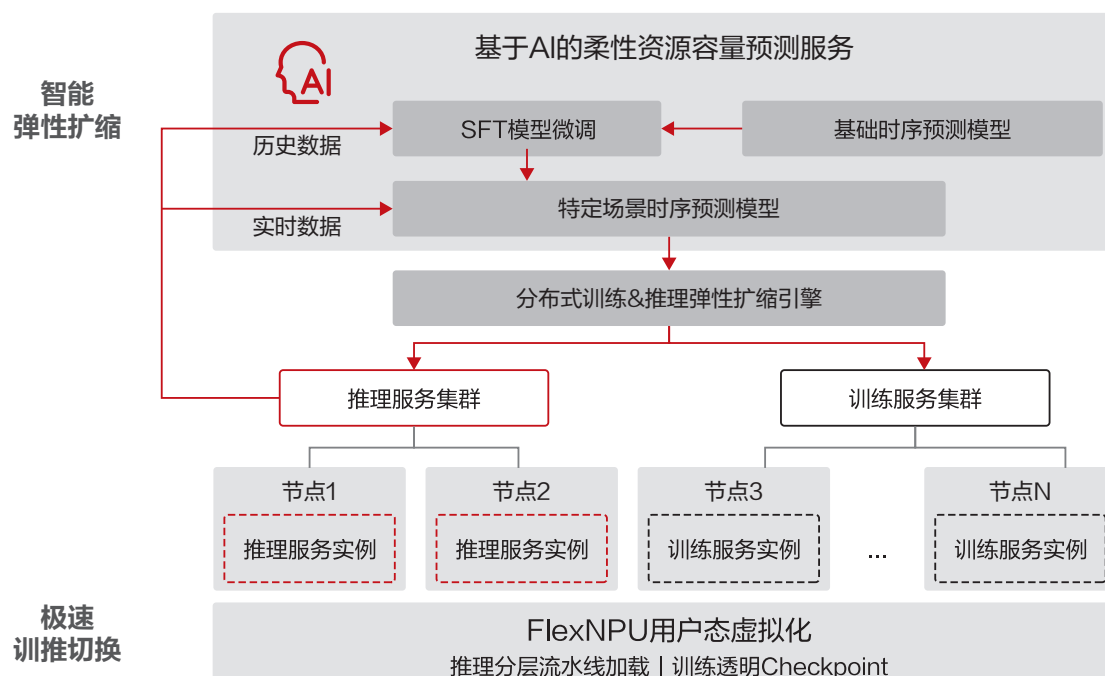 基于AI的柔性资源容量预测服务
智能
弹性扩缩
AI
历史数据
SFT模型微调
基础时序预测模型
实时数据
特定场景时序预测模型
分布式训练&推理弹性扩缩引擎
推理服务集群
训练服务集群
节点1
节点2
节点3
节点N
推理服务实例
推理服务实例
训练服务实例
...
训练服务实例
极速
训推切换
FlexNPU用户态虚拟化
推理分层流水线加载 | 训练透明Checkpoint